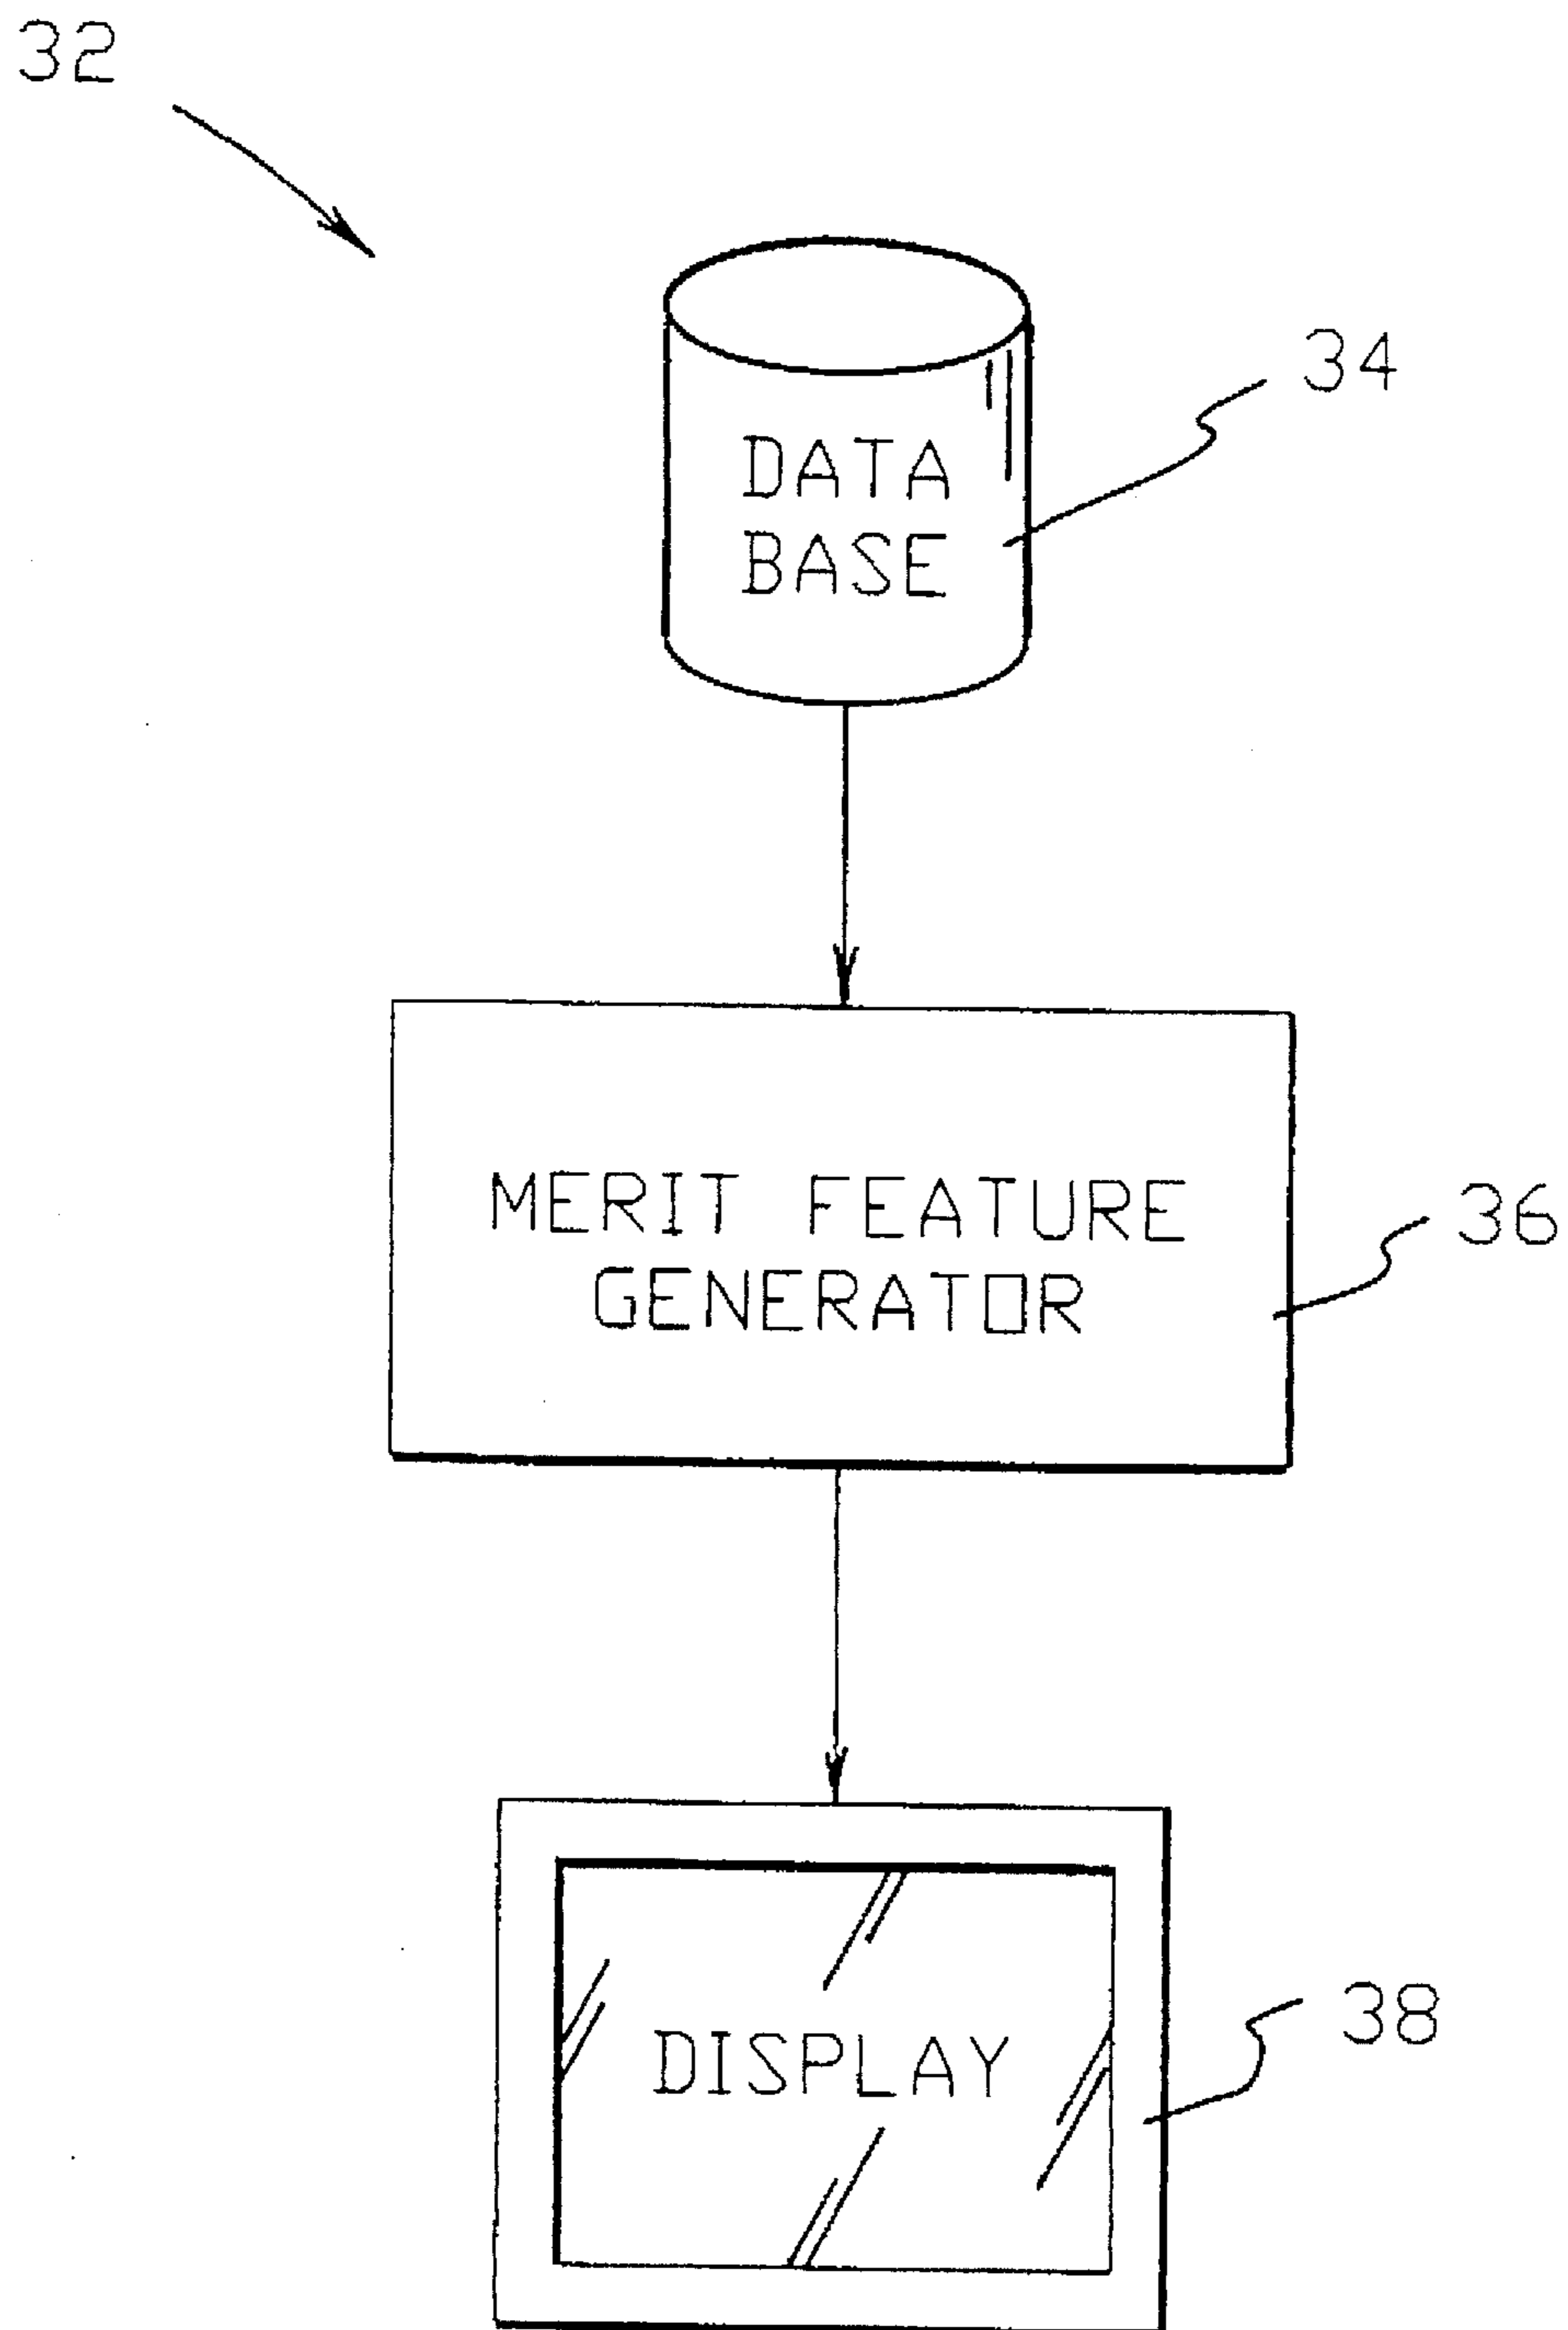 32
34
DATA
BASE
MERIT FEATURE
GENERATOR
36
38
DISPLAY